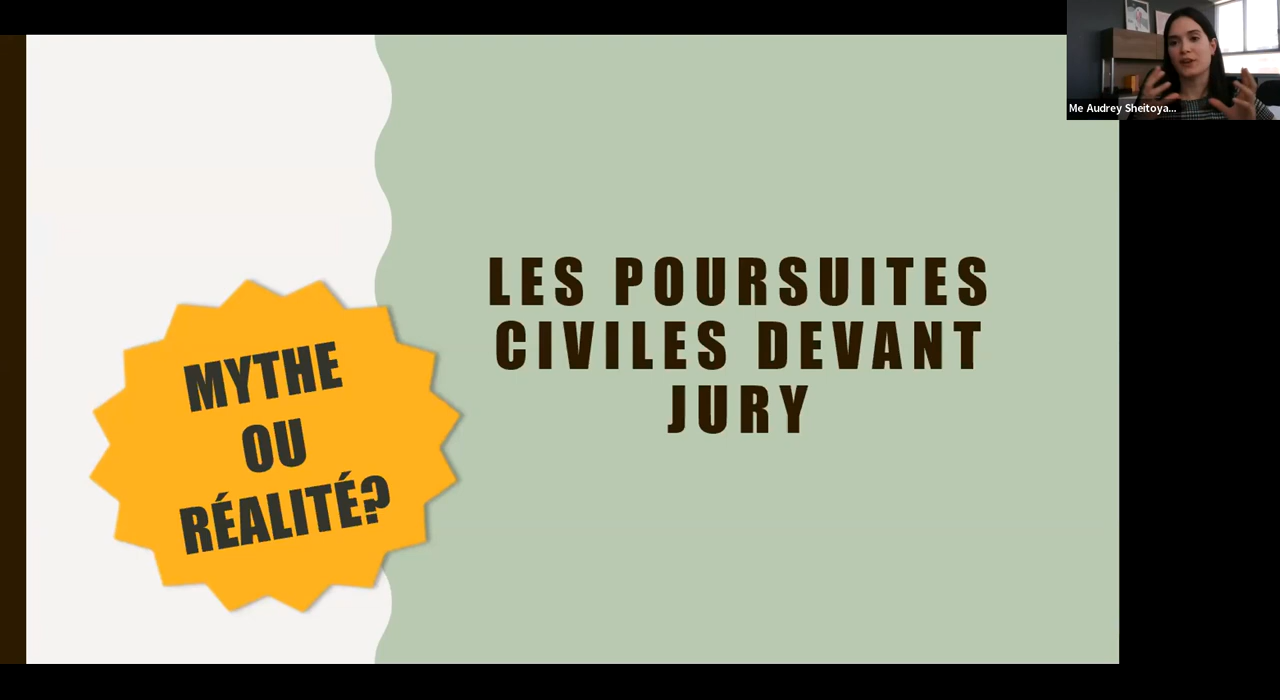 Me Audrey Sheitoya...
LES POURSUITES
CIVILES DEVANT
JURY
MYTHE
OU
RÉALITÉ?